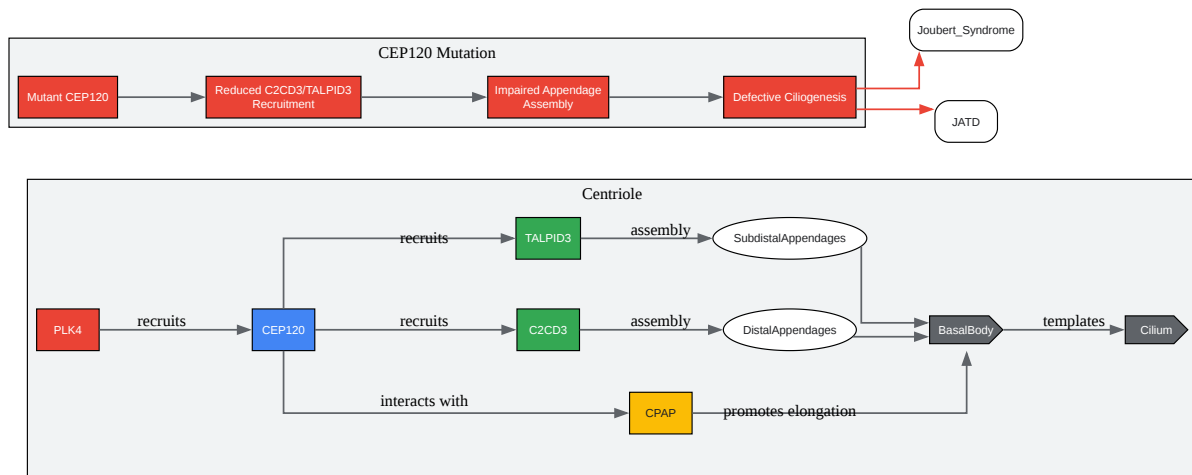 Joubert_Syndrome
CEP120 Mutation
Mutant CEP120
Reduced C2CD3/TALPID3
Recruitment
Impaired Appendage
Assembly
Defective Ciliogenesis
JATD
Centriole
recruits
TALPID3
assembly
SubdistalAppendages
PLK4
recruits
CEP120
recruits
C2CD3
assembly
DistalAppendages
BasalBody
templates
Cilium
interacts with
CPAP
promotes elongation